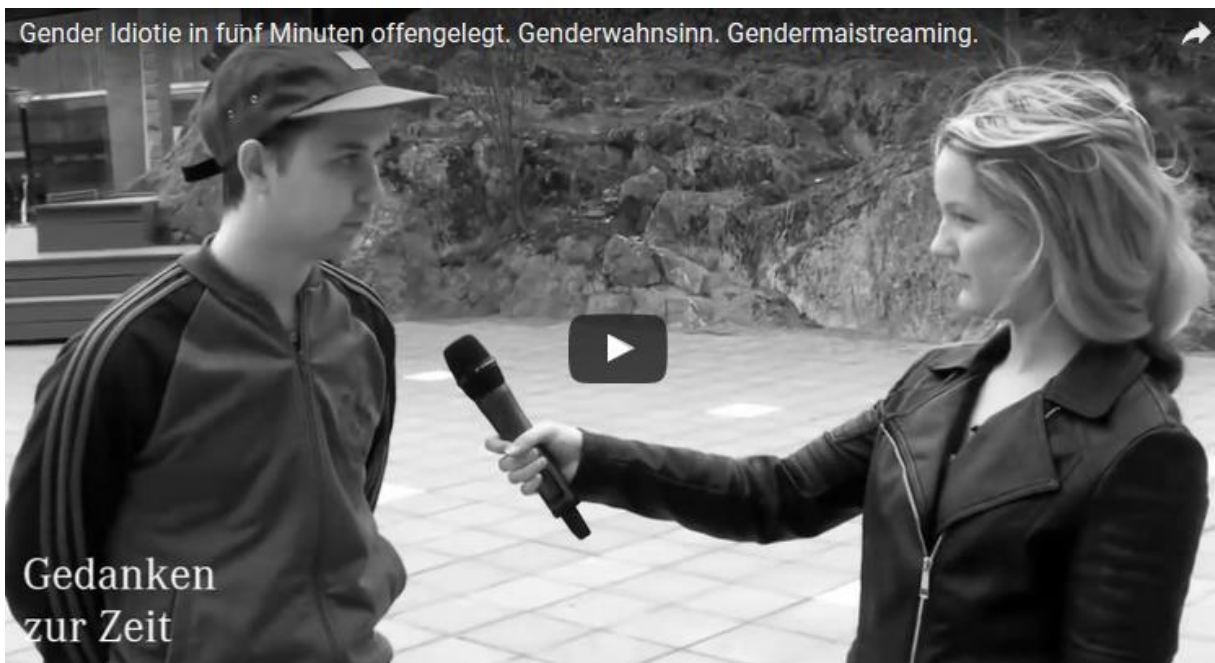 Gender Idiotie in fünf Minuten offengelegt. Genderwahnsinn. Gendermaistreaming.
Gedanken
zur Zeit